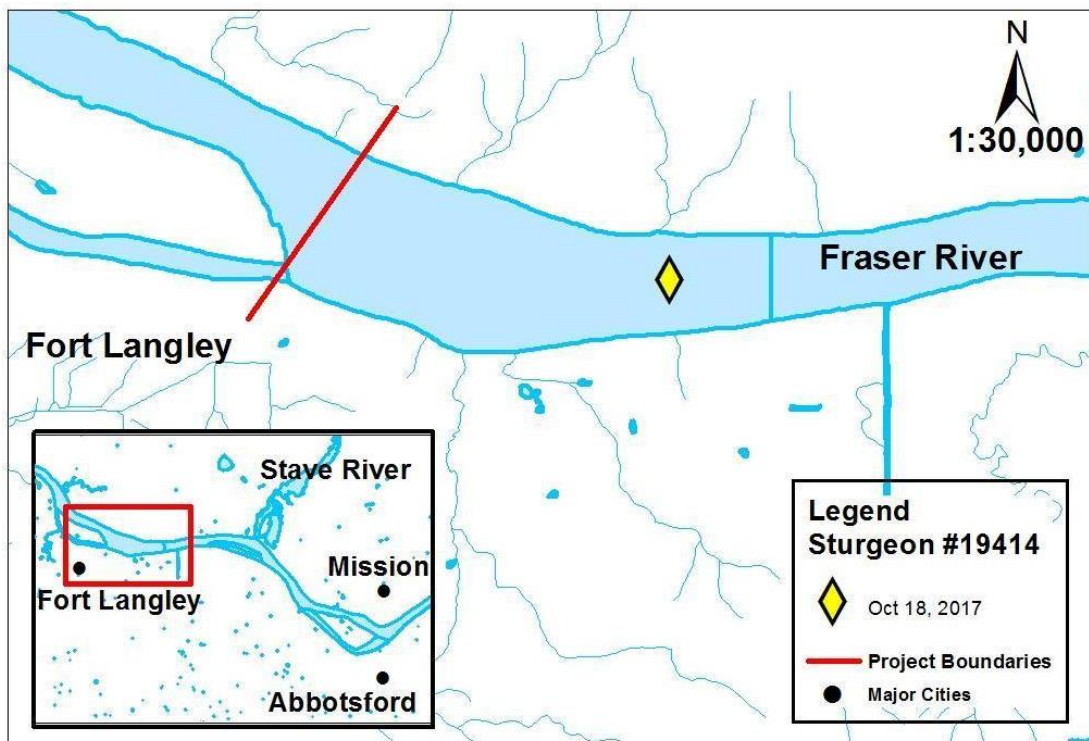 N
1:30,000
Fraser River
Fort Langley
Stave River
Mission
Fort Langley
Abbotsford
Legend
Sturgeon #19414
Oct 18, 2017
Project Boundaries
Major Cities